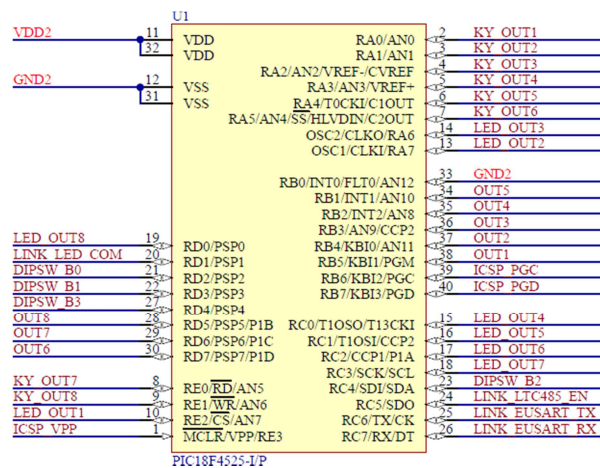 U1
VDD2 11 VDD RA0/AN0 2 KY_OUT1
32 VDD RA1/AN1 3 KY_OUT2
RA2/AN2/VREF-/CVREF 4 KY_OUT3
GND2 12 VSS RA3/AN3/VREF+ 5 KY_OUT4
31 VSS RA4/T0CKI/C1OUT 6 KY_OUT5
RA5/AN4/SS/HLVDIN/C2OUT 7 KY_OUT6
OSC2/CLKO/RA6 14 LED_OUT3
OSC1/CLKI/RA7 13 LED_OUT2
RB0/INT0/FLT0/AN12 33 GND2
RB1/INT1/AN10 34 OUT5
RB2/INT2/AN8 35 OUT4
RB3/AN9/CCP2 36 OUT3
LED_OUT8 19 RD0/PSP0 RB4/KBI0/AN11 37 OUT2
LINK_LED_COM 20 RD1/PSP1 RB5/KBI1/PGM 38 OUT1
DIPSW_B0 21 RD2/PSP2 RB6/KBI2/PGC 39 ICSP_PGC
DIPSW_B1 22 RD3/PSP3 RB7/KBI3/PGD 40 ICSP_PGD
DIPSW_B3 27 RD4/PSP4
OUT8 28 RD5/PSP5/P1B RC0/T1OSO/T13CKI 15 LED_OUT4
OUT7 29 RD6/PSP6/P1C RC1/T1OSI/CCP2 16 LED_OUT5
OUT6 30 RD7/PSP7/P1D RC2/CCP1/P1A 17 LED_OUT6
RC3/SCK/SCL 18 LED_OUT7
KY_OUT7 8 RE0/RD/AN5 RC4/SDI/SDA 23 DIPSW_B2
KY_OUT8 9 RE1/WR/AN6 RC5/SDO 24 LINK_LTC485_EN
LED_OUT1 10 RE2/CS/AN7 RC6/TX/CK 25 LINK_EUSART_TX
ICSP_VPP 1 MCLR/VPP/RE3 RC7/RX/DT 26 LINK_EUSART_RX
PIC18F4525-I/P